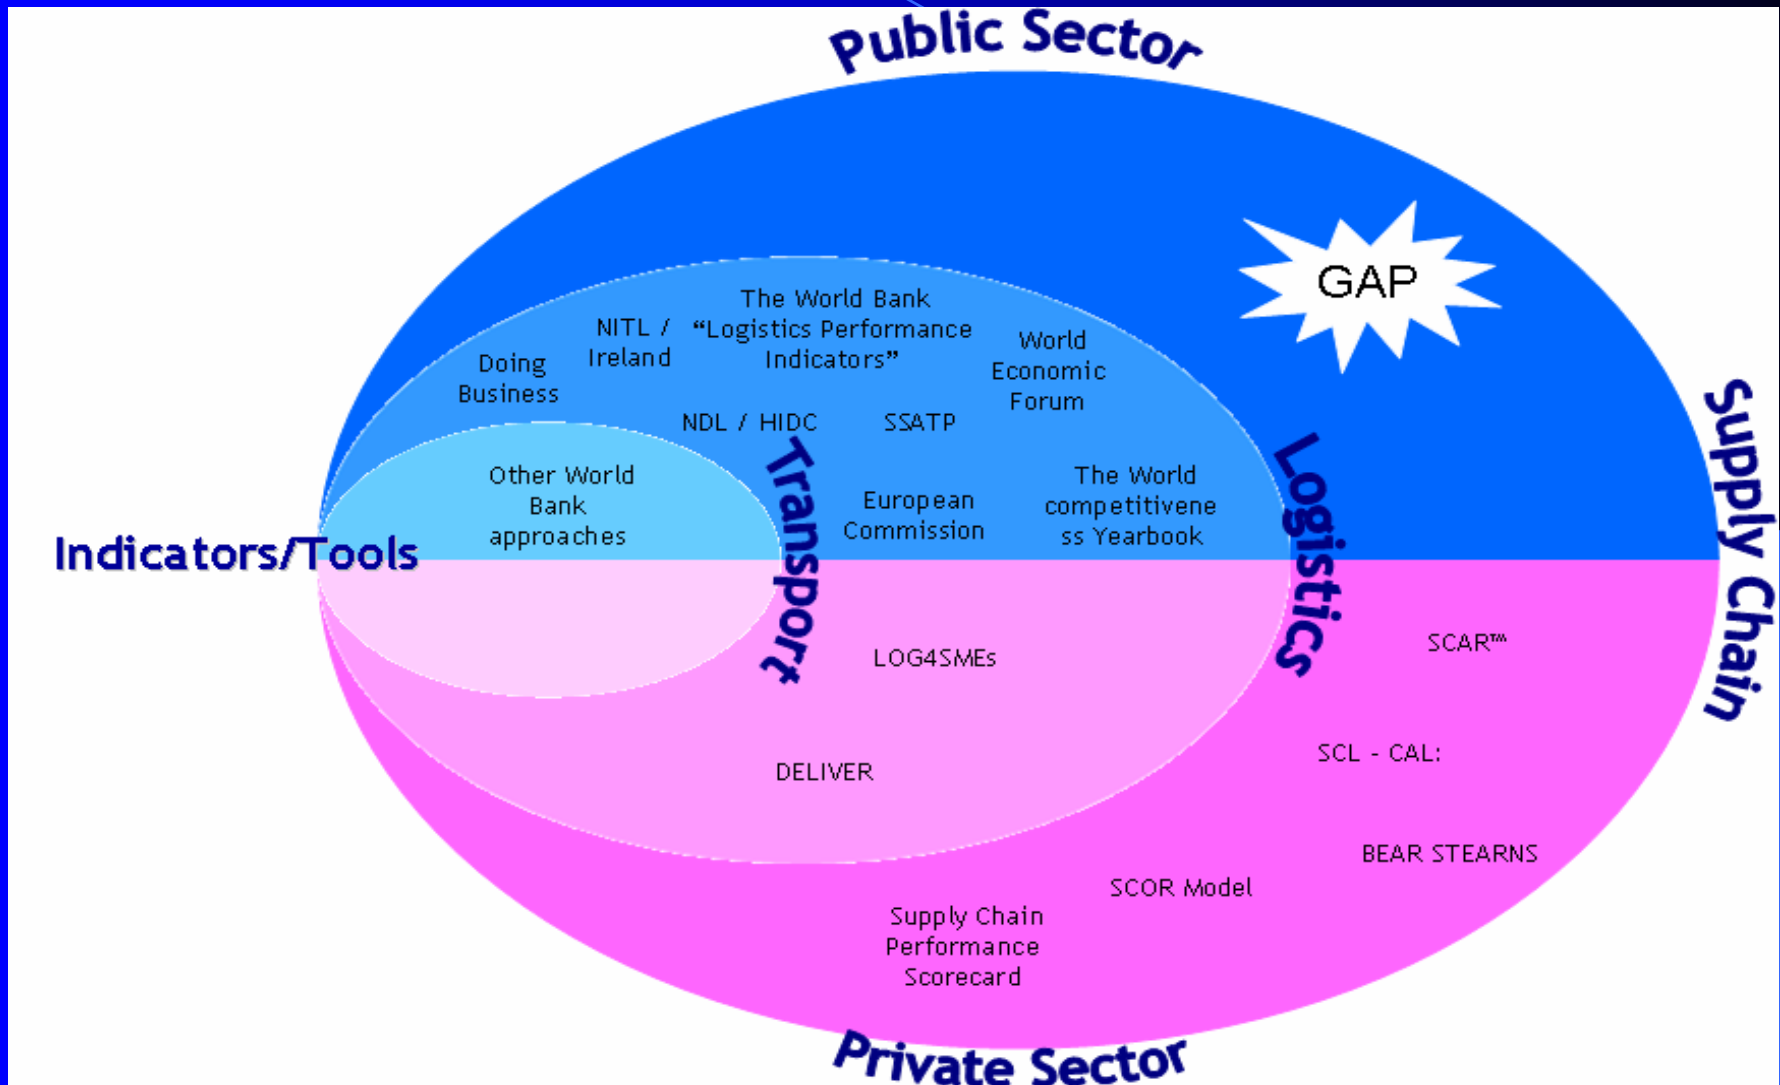 Public Sector
GAP
The World Bank
“Logistics Performance
Indicators”
NITL /
Ireland
World
Economic
Forum
Doing
Business
NDL / HIDC
SSATP
Other World
Bank
approaches
European
Commission
The World
competitivene
ss Yearbook
Indicators/Tools
Transport
Logistics
Supply Chain
LOG4SMEs
SCAR™
DELIVER
SCL - CAL:
BEAR STEARNS
SCOR Model
Supply Chain
Performance
Scorecard
Private Sector